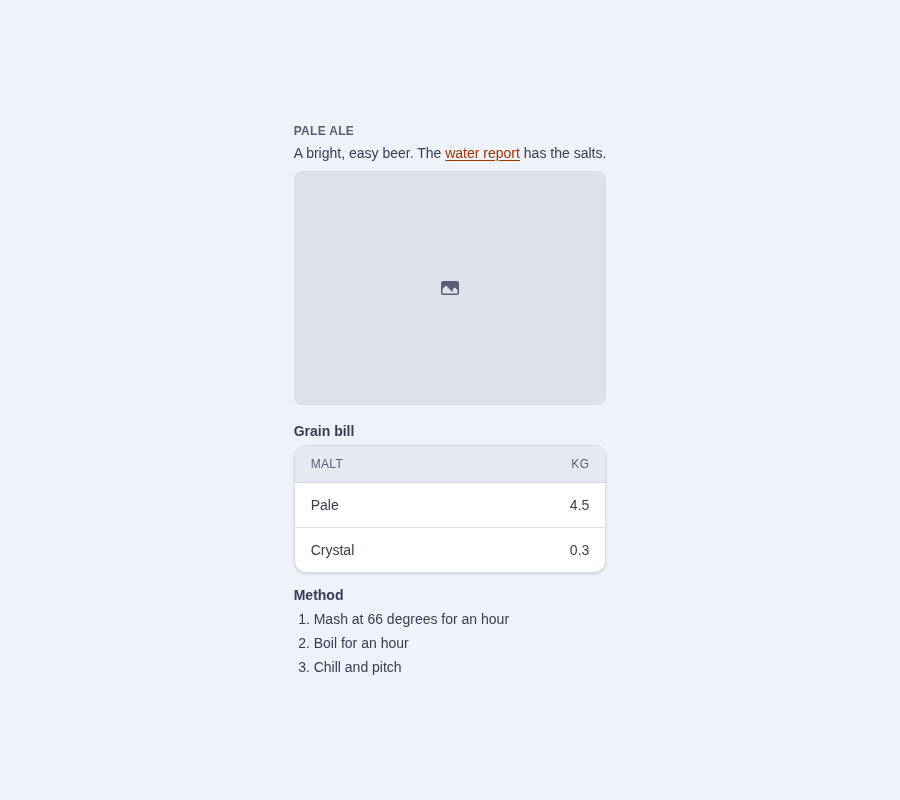 PALE ALE
A bright, easy beer. The water report has the salts.
Grain bill
MALT KG
Pale 4.5
Crystal 0.3
Method
1. Mash at 66 degrees for an hour
2. Boil for an hour
3. Chill and pitch